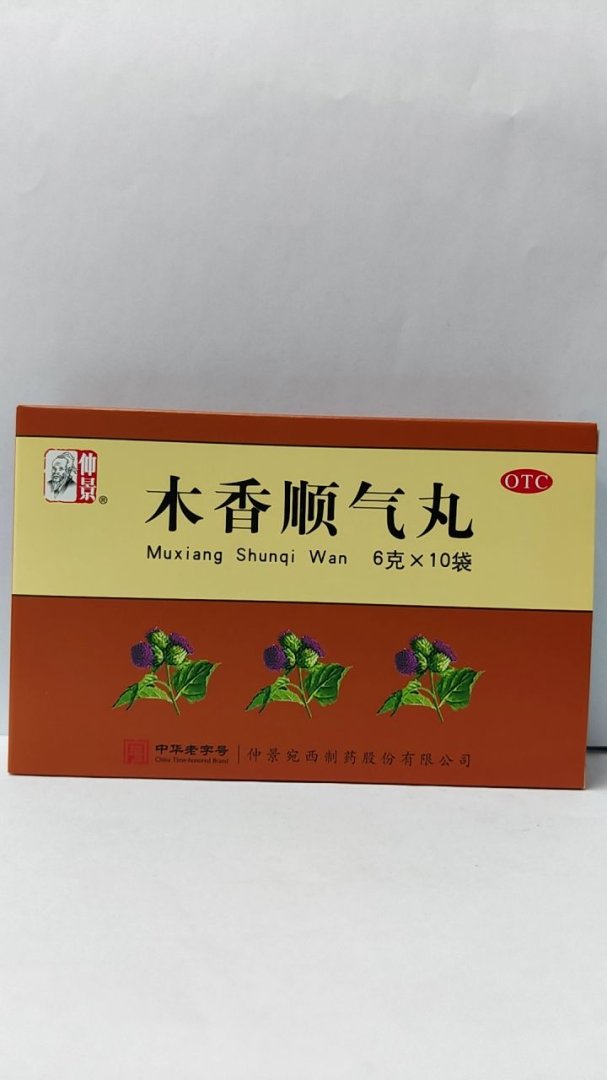 仲景®
木香顺气丸
OTC
Muxiang Shunqi Wan 6克×10袋
中华老字号
China Time-honored Brand
仲景宛西制药股份有限公司